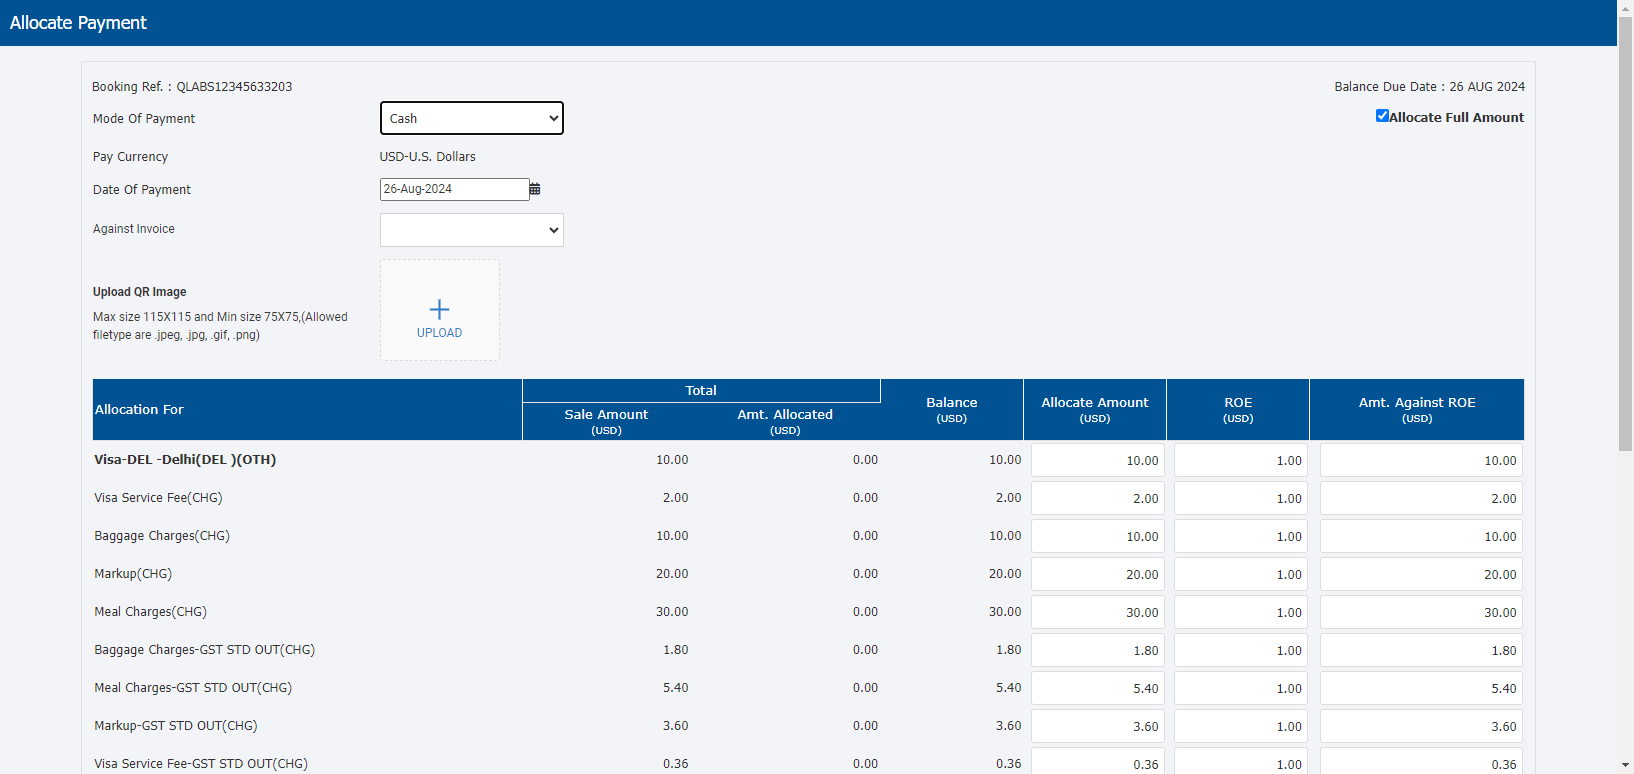 Allocate Payment
Booking Ref. : QLABS12345633203
Balance Due Date : 26 AUG 2024
Mode Of Payment
Cash
Allocate Full Amount
Pay Currency
USD-U.S. Dollars
Date Of Payment
26-Aug-2024
Against Invoice
Upload QR Image
Max size 115X115 and Min size 75X75,(Allowed
filetype are .jpeg, .jpg, .gif, .png)
UPLOAD
Allocation For
Total
Sale Amount
(USD)
Amt. Allocated
(USD)
Balance
(USD)
Allocate Amount
(USD)
ROE
(USD)
Amt. Against ROE
(USD)
Visa-DEL -Delhi(DEL )(OTH) 10.00 0.00 10.00 10.00 1.00 10.00
Visa Service Fee(CHG) 2.00 0.00 2.00 2.00 1.00 2.00
Baggage Charges(CHG) 10.00 0.00 10.00 10.00 1.00 10.00
Markup(CHG) 20.00 0.00 20.00 20.00 1.00 20.00
Meal Charges(CHG) 30.00 0.00 30.00 30.00 1.00 30.00
Baggage Charges-GST STD OUT(CHG) 1.80 0.00 1.80 1.80 1.00 1.80
Meal Charges-GST STD OUT(CHG) 5.40 0.00 5.40 5.40 1.00 5.40
Markup-GST STD OUT(CHG) 3.60 0.00 3.60 3.60 1.00 3.60
Visa Service Fee-GST STD OUT(CHG) 0.36 0.00 0.36 0.36 1.00 0.36